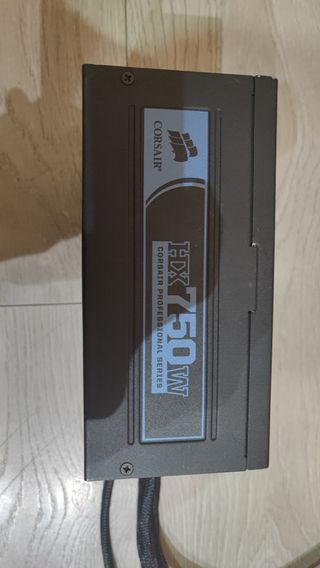 CORSAIR®
HX750W
CORSAIR PROFESSIONAL SERIES